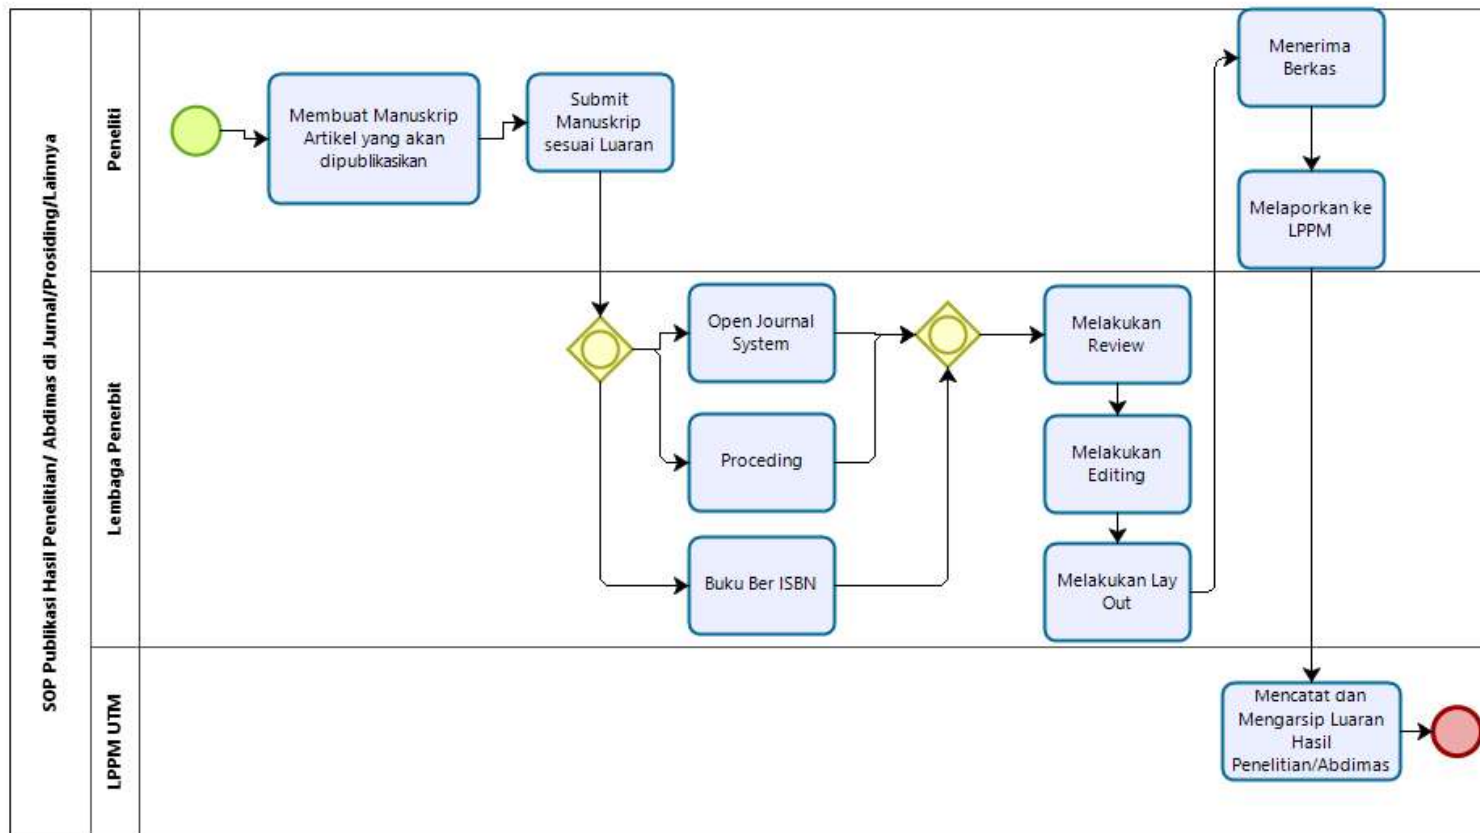 SOP Publikasi Hasil Penelitian/ Abdimas di Jurnal/Prosiding/Lainnya
Peneliti
Membuat Manuskrip
Artikel yang akan
dipublikasikan
Submit
Manuskrip
sesuai Luaran
Menerima
Berkas
Melaporkan ke
LPPM
Lembaga Penerbit
Open Journal
System
Proceding
Buku Ber ISBN
Melakukan
Review
Melakukan
Editing
Melakukan Lay
Out
LPPM UTM
Mencatat dan
Mengarsip Luaran
Hasil
Penelitian/Abdimas